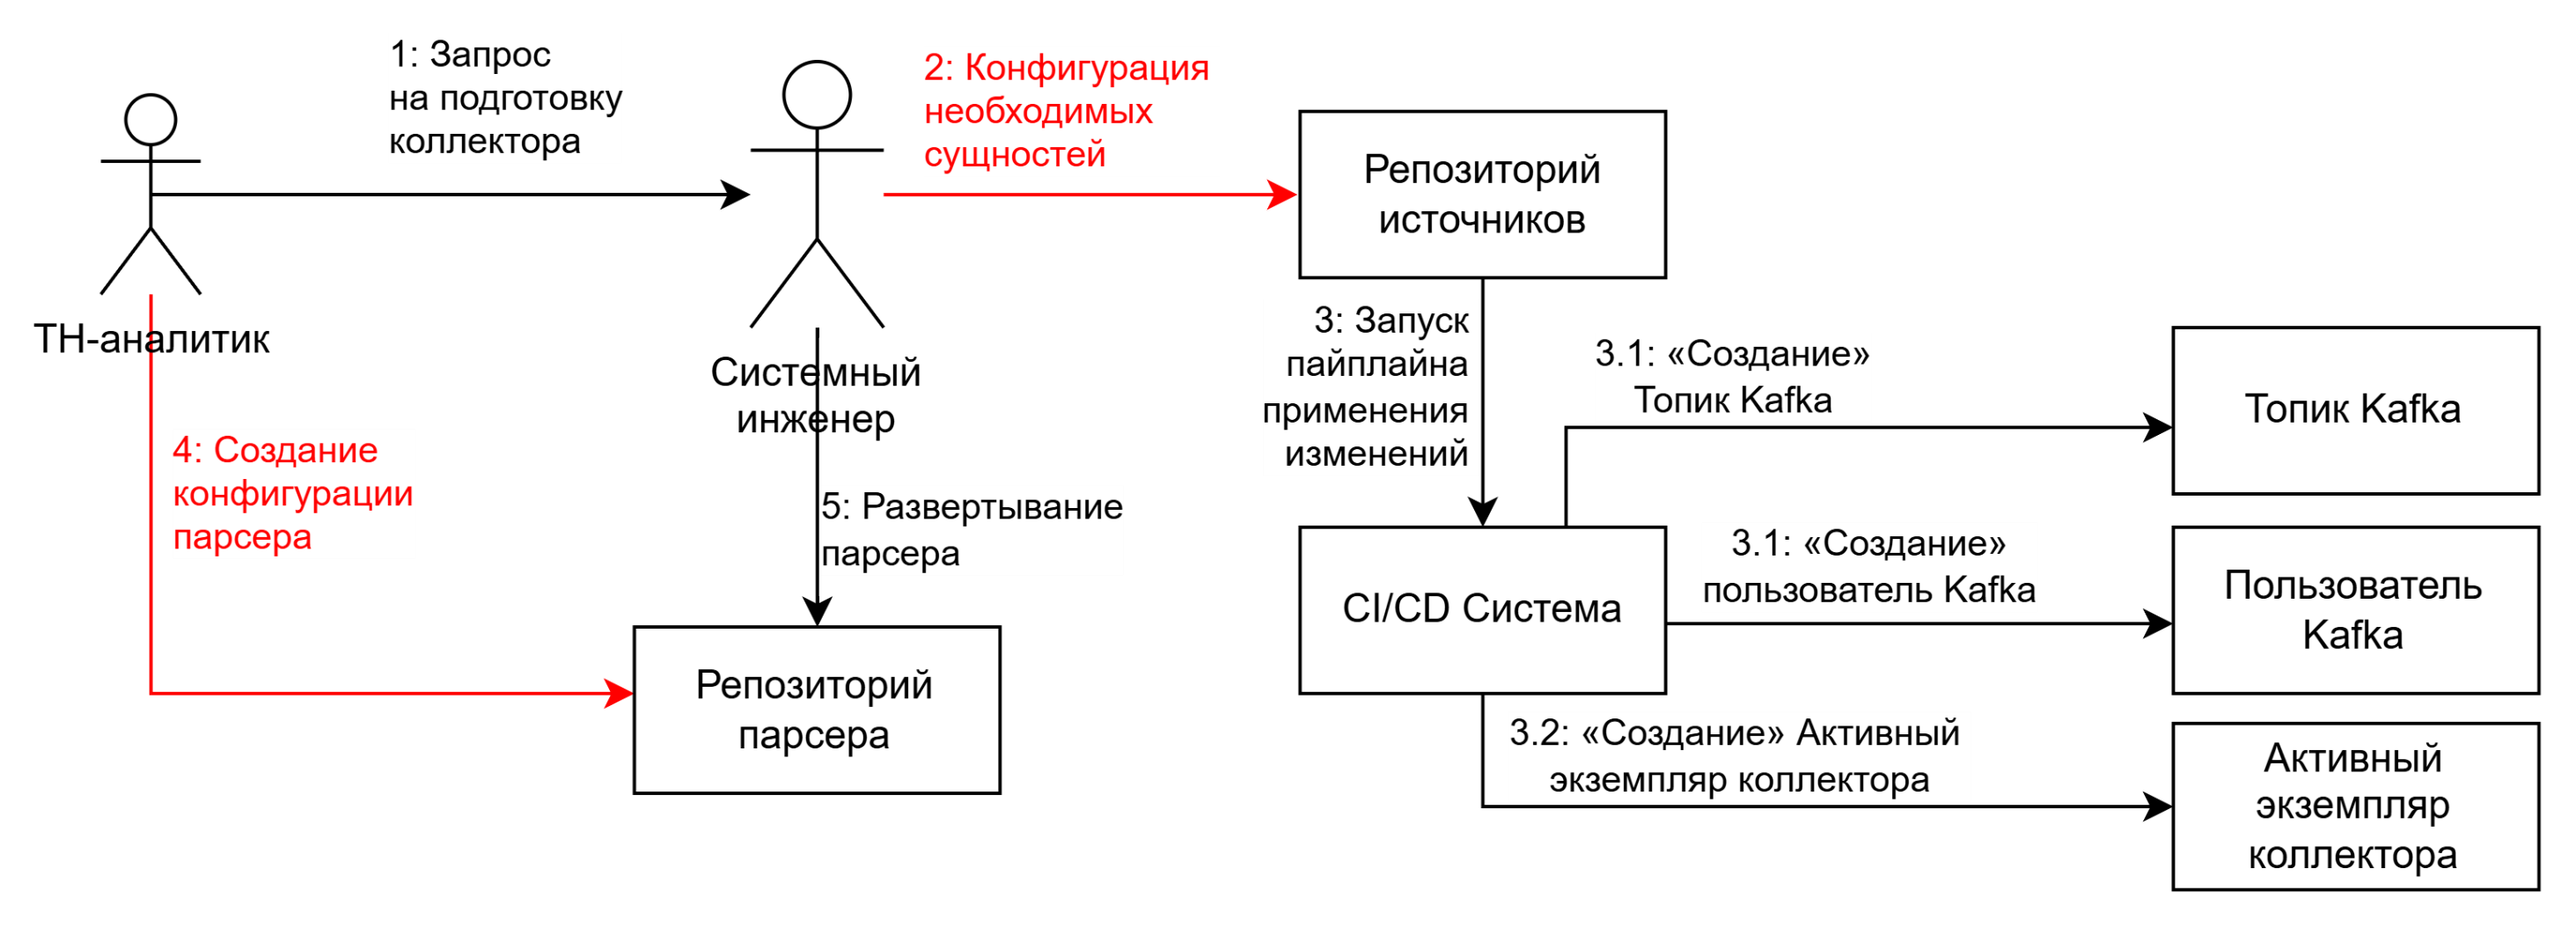 1: Запрос
на подготовку
коллектора
2: Конфигурация
необходимых
сущностей
Репозиторий
источников
ТН-аналитик
Системный
инженер
3: Запуск
пайплайна
применения
изменений
3.1: «Создание»
Топик Kafka
Топик Kafka
4: Создание
конфигурации
парсера
5: Развертывание
парсера
CI/CD Система
3.1: «Создание»
пользователь Kafka
Пользователь
Kafka
Репозиторий
парсера
3.2: «Создание» Активный
экземпляр коллектора
Активный
экземпляр
коллектора